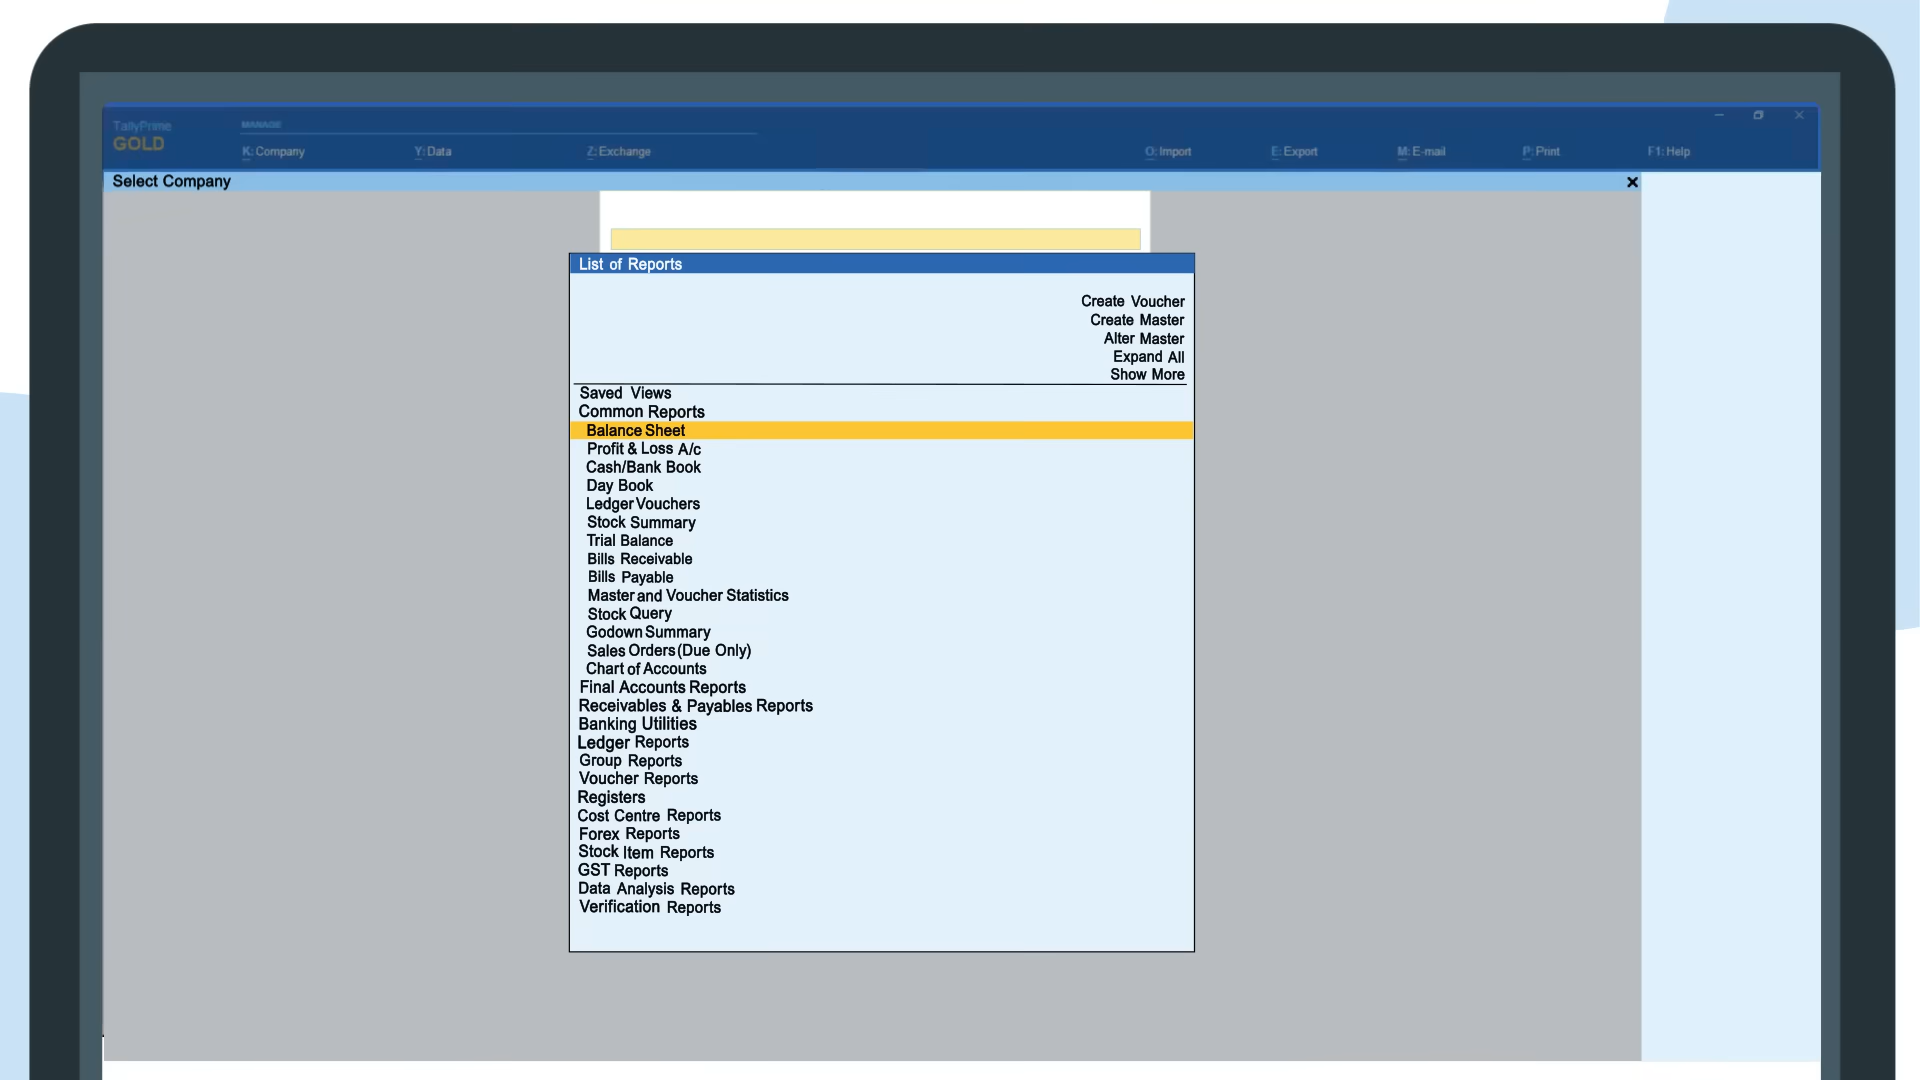 TallyPrime
GOLD
MANAGE
K: Company
Y: Data
Z: Exchange
O: Import
E: Export
M: E-mail
P: Print
F1: Help
Select Company
List of Reports
Create Voucher
Create Master
Alter Master
Expand All
Show More
Saved Views
Common Reports
Balance Sheet
Profit & Loss A/c
Cash/Bank Book
Day Book
Ledger Vouchers
Stock Summary
Trial Balance
Bills Receivable
Bills Payable
Master and Voucher Statistics
Stock Query
Godown Summary
Sales Orders (Due Only)
Chart of Accounts
Final Accounts Reports
Receivables & Payables Reports
Banking Utilities
Ledger Reports
Group Reports
Voucher Reports
Registers
Cost Centre Reports
Forex Reports
Stock Item Reports
GST Reports
Data Analysis Reports
Verification Reports